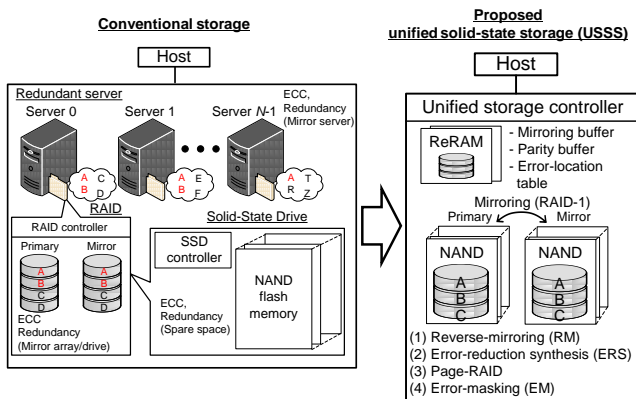 Conventional storage
Host
Redundant server
Server 0
Server 1
Server N-1
ECC,
Redundancy
(Mirror server)
A C
B D
A E
B F
A T
R Z
RAID
RAID controller
Primary
Mirror
A
B
C
D
A
B
C
D
ECC
Redundancy
(Mirror array/drive)
Solid-State Drive
SSD
controller
NAND
flash
memory
ECC,
Redundancy
(Spare space)
Proposed
unified solid-state storage (USSS)
Host
Unified storage controller
ReRAM
- Mirroring buffer
- Parity buffer
- Error-location
table
Mirroring (RAID-1)
Primary
Mirror
NAND
A
B
C
NAND
A
B
C
(1) Reverse-mirroring (RM)
(2) Error-reduction synthesis (ERS)
(3) Page-RAID
(4) Error-masking (EM)